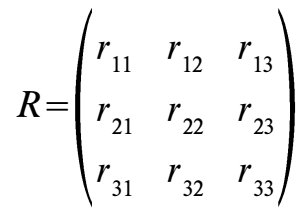 r₁₁ r₁₂ r₁₃
R= r₂₁ r₂₂ r₂₃
r₃₁ r₃₂ r₃₃